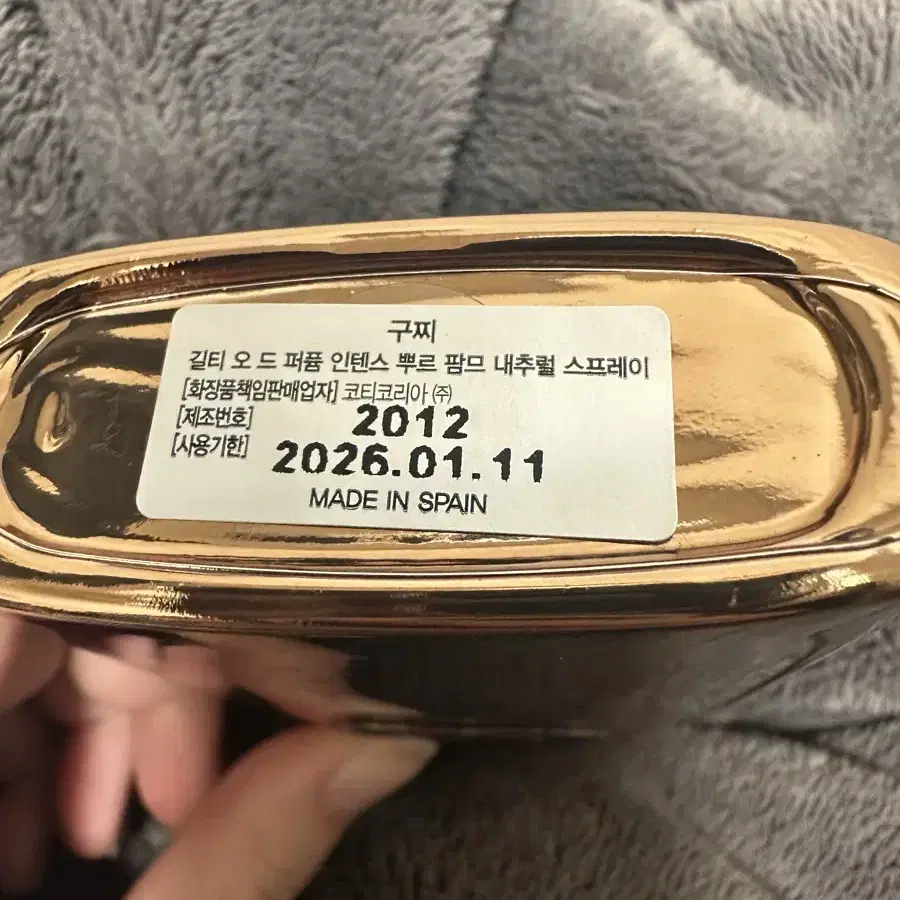 구찌
길티 오 드 퍼퓸 인텐스 뿌르 팜므 내추럴 스프레이
[화장품책임판매업자] 코티코리아 (주)
[제조번호] 2012
[사용기한] 2026.01.11
MADE IN SPAIN